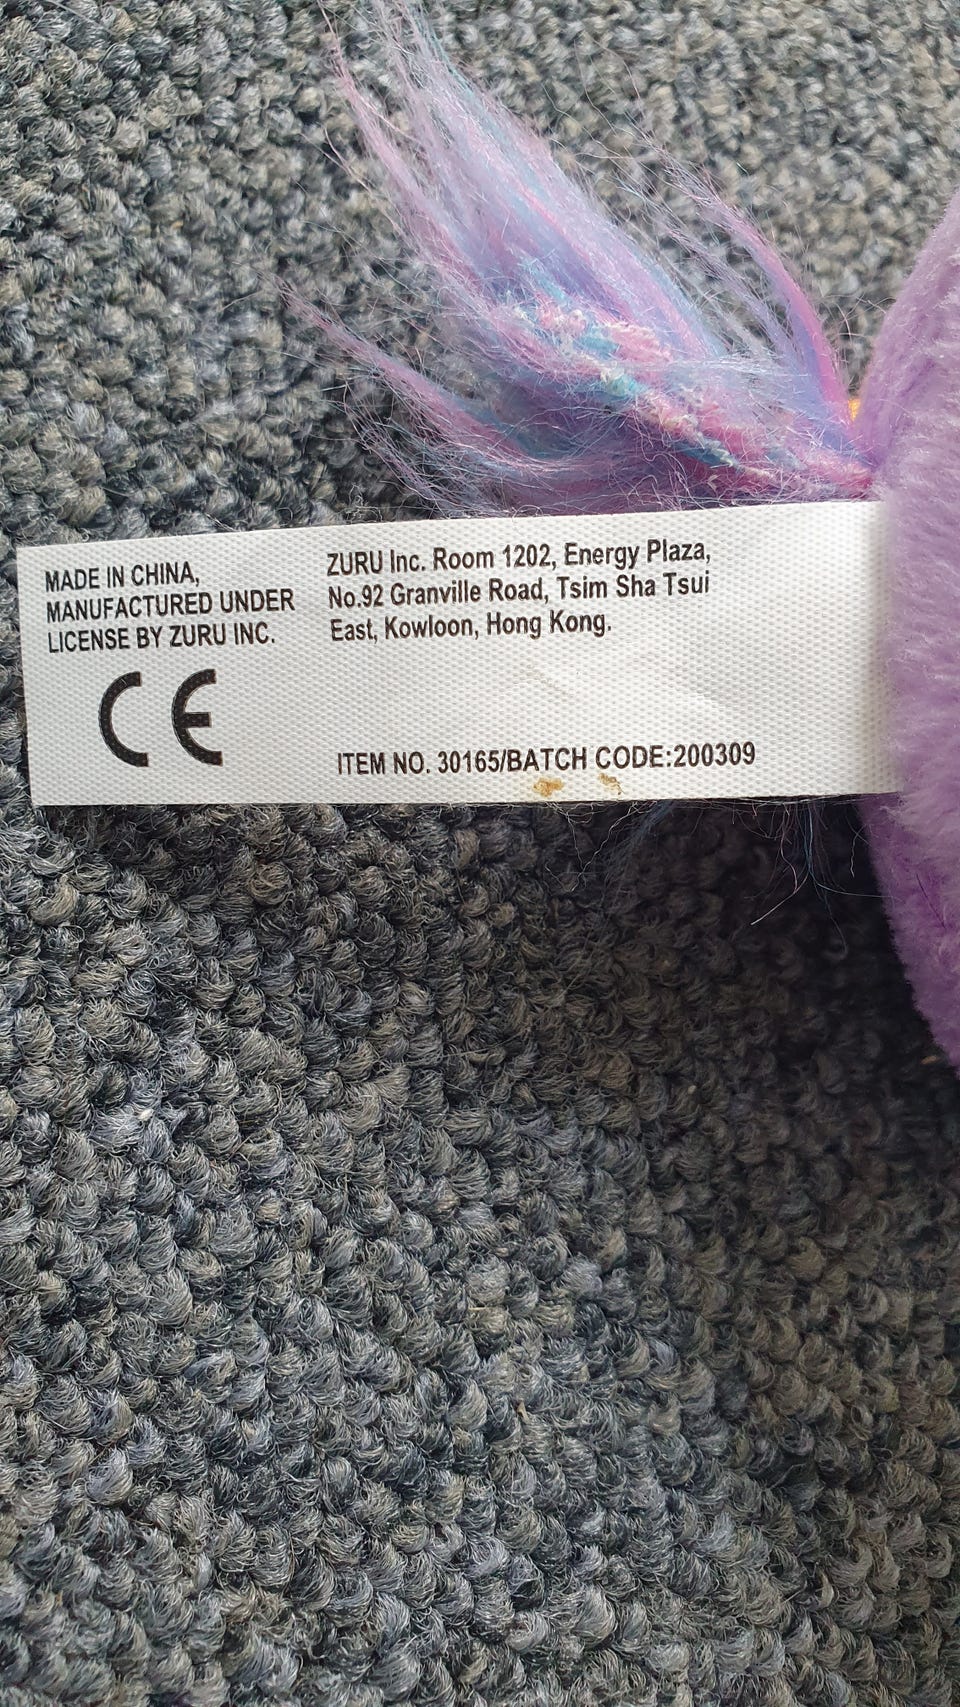 MADE IN CHINA,
MANUFACTURED UNDER
LICENSE BY ZURU INC.
CE
ZURU Inc. Room 1202, Energy Plaza,
No.92 Granville Road, Tsim Sha Tsui
East, Kowloon, Hong Kong.
ITEM NO. 30165/BATCH CODE:200309